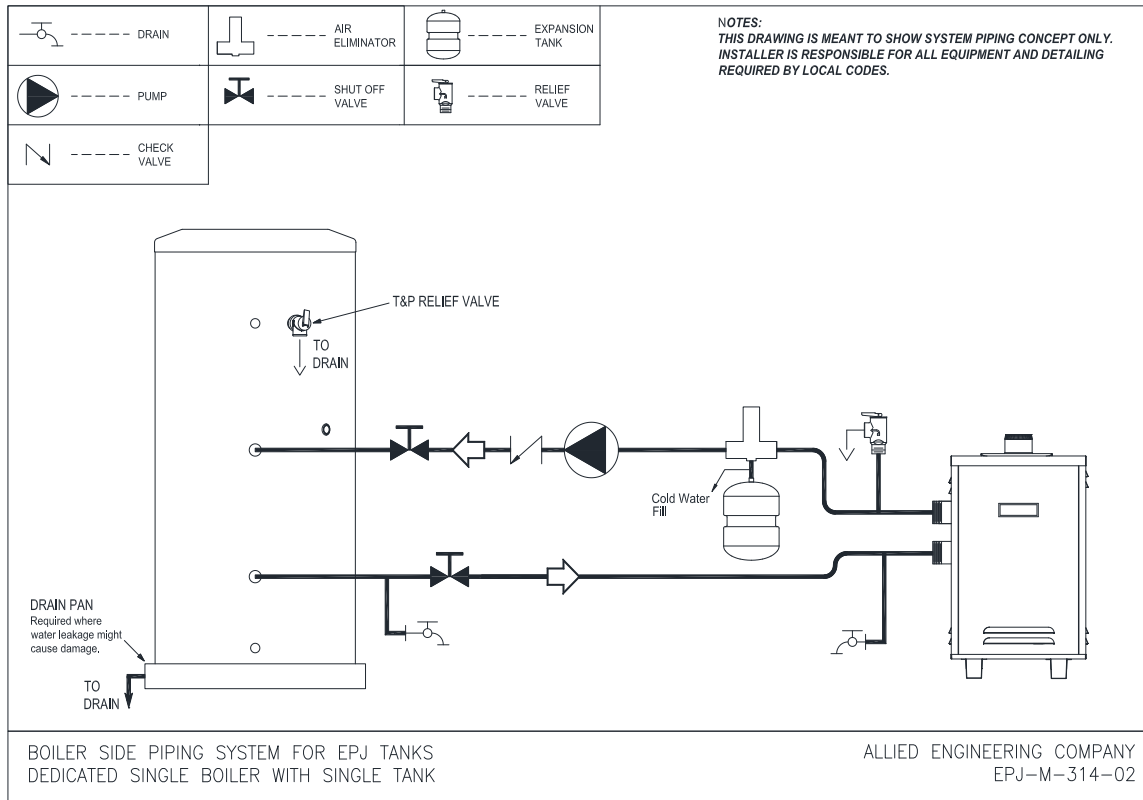 DRAIN
AIR
ELIMINATOR
EXPANSION
TANK
PUMP
SHUT OFF
VALVE
RELIEF
VALVE
CHECK
VALVE
NOTES:
THIS DRAWING IS MEANT TO SHOW SYSTEM PIPING CONCEPT ONLY.
INSTALLER IS RESPONSIBLE FOR ALL EQUIPMENT AND DETAILING
REQUIRED BY LOCAL CODES.
T&P RELIEF VALVE
TO
DRAIN
Cold Water
Fill
DRAIN PAN
Required where
water leakage might
cause damage.
TO
DRAIN
BOILER SIDE PIPING SYSTEM FOR EPJ TANKS
DEDICATED SINGLE BOILER WITH SINGLE TANK
ALLIED ENGINEERING COMPANY
EPJ-M-314-02